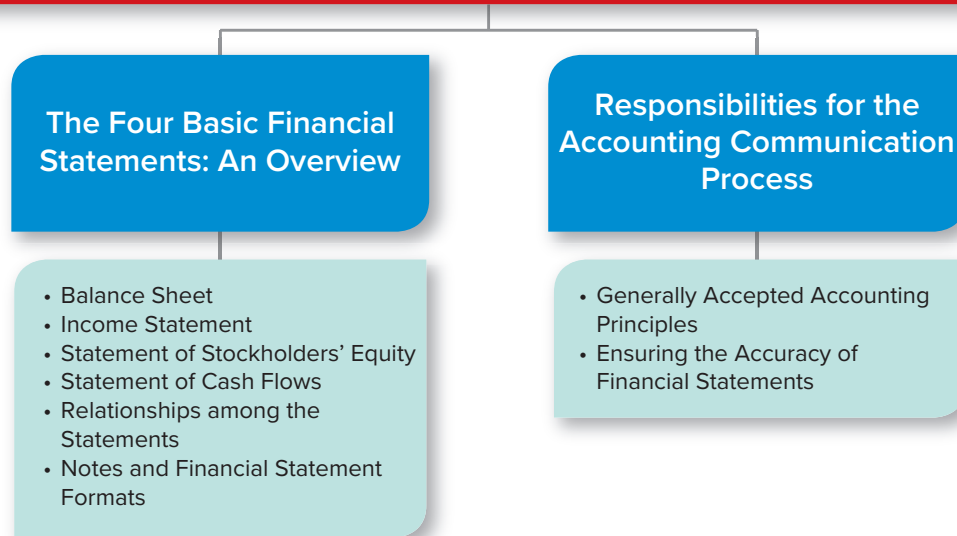 The Four Basic Financial
Statements: An Overview
• Balance Sheet
• Income Statement
• Statement of Stockholders’ Equity
• Statement of Cash Flows
• Relationships among the
Statements
• Notes and Financial Statement
Formats
Responsibilities for the
Accounting Communication
Process
• Generally Accepted Accounting
Principles
• Ensuring the Accuracy of
Financial Statements